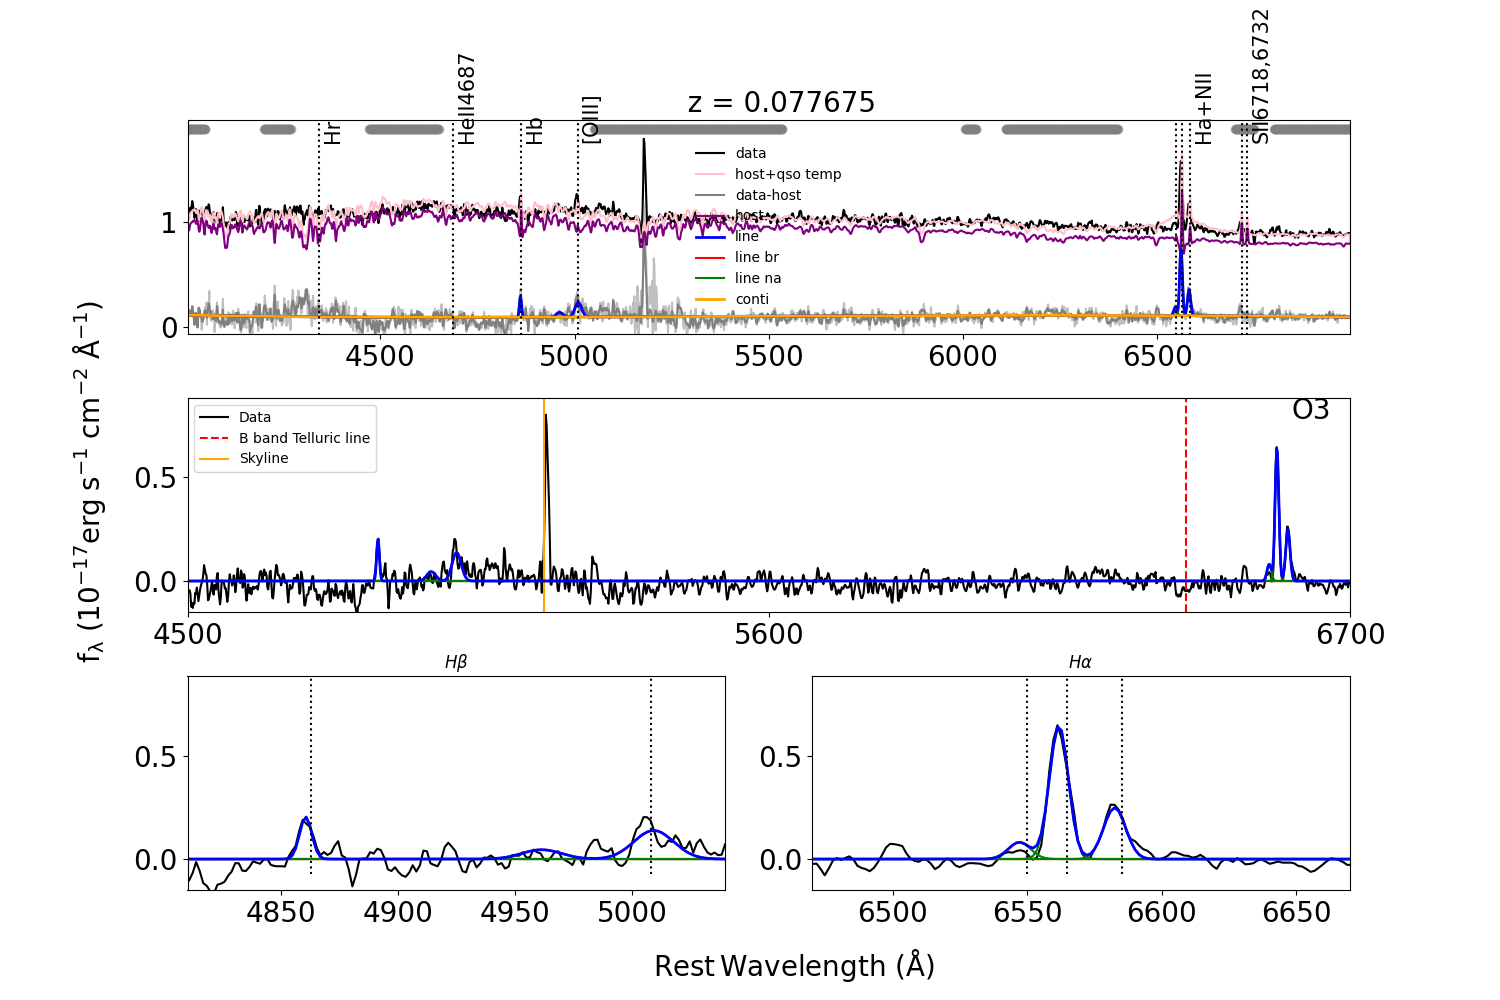 z = 0.077675
Hr
HeII4687
Hb
[OIII]
Ha+NII
SII6718,6732
data
host+qso temp
data-host
host
line
line br
line na
conti
1
0
4500 5000 5500 6000 6500
Data
B band Telluric line
Skyline
O3
0.5
0.0
4500 5600 6700
fλ (10⁻¹⁷erg s⁻¹ cm⁻² Å⁻¹)
Hβ
0.5
0.0
4850 4900 4950 5000
Hα
0.5
0.0
6500 6550 6600 6650
Rest Wavelength (Å)